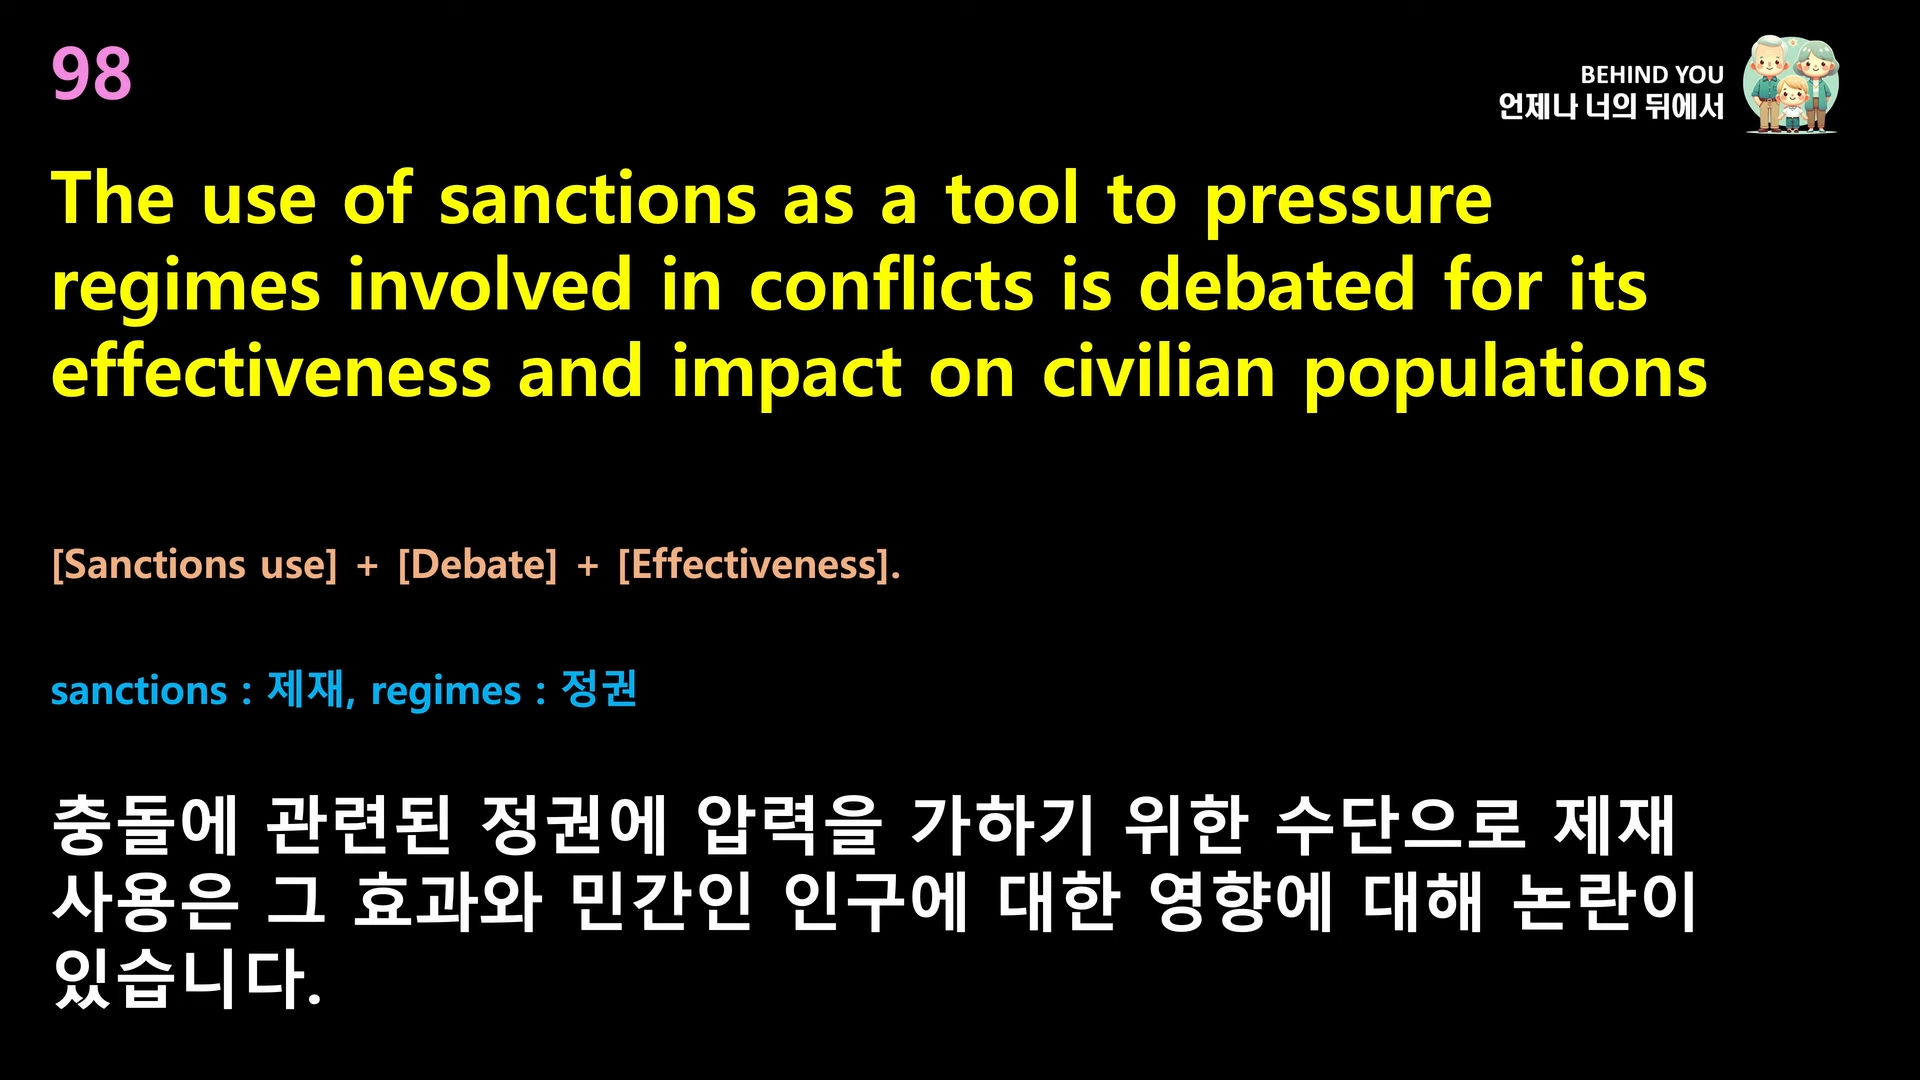 98
BEHIND YOU
언제나 너의 뒤에서
The use of sanctions as a tool to pressure
regimes involved in conflicts is debated for its
effectiveness and impact on civilian populations
[Sanctions use] + [Debate] + [Effectiveness].
sanctions : 제재, regimes : 정권
충돌에 관련된 정권에 압력을 가하기 위한 수단으로 제재
사용은 그 효과와 민간인 인구에 대한 영향에 대해 논란이
있습니다.